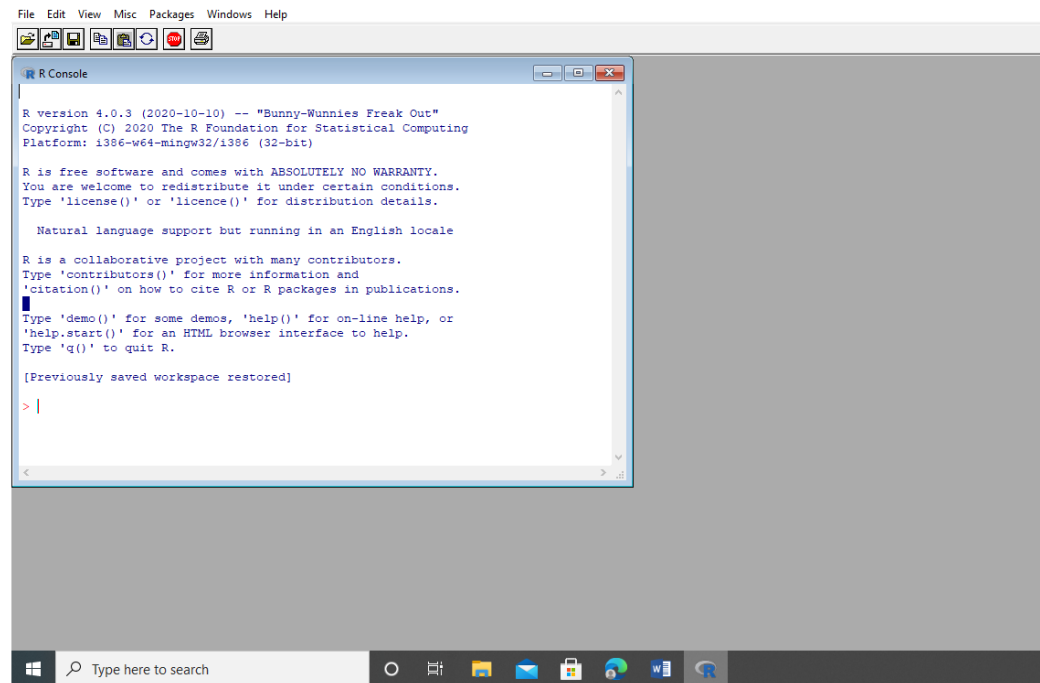 File Edit View Misc Packages Windows Help
STOP
R R Console
R version 4.0.3 (2020-10-10) -- "Bunny-Wunnies Freak Out"
Copyright (C) 2020 The R Foundation for Statistical Computing
Platform: i386-w64-mingw32/i386 (32-bit)
R is free software and comes with ABSOLUTELY NO WARRANTY.
You are welcome to redistribute it under certain conditions.
Type 'license()' or 'licence()' for distribution details.
Natural language support but running in an English locale
R is a collaborative project with many contributors.
Type 'contributors()' for more information and
'citation()' on how to cite R or R packages in publications.
Type 'demo()' for some demos, 'help()' for on-line help, or
'help.start()' for an HTML browser interface to help.
Type 'q()' to quit R.
[Previously saved workspace restored]
>
Type here to search
W
R